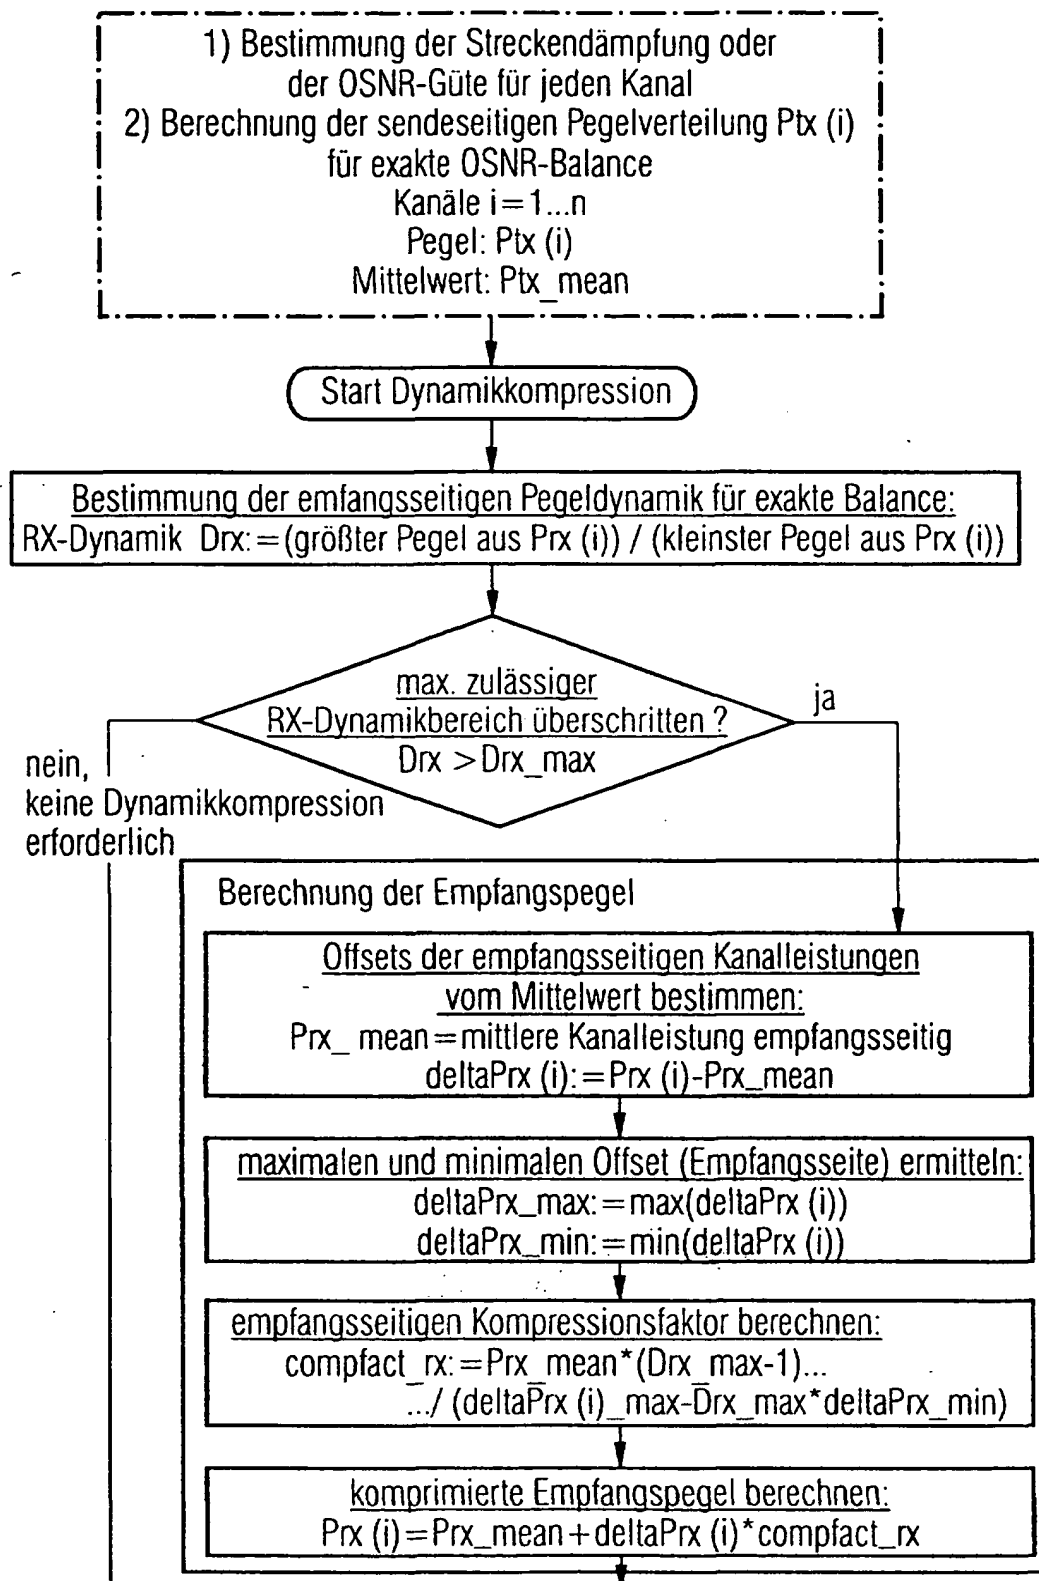 1) Bestimmung der Streckendämpfung oder
der OSNR-Güte für jeden Kanal
2) Berechnung der sendeseitigen Pegelverteilung Ptx (i)
für exakte OSNR-Balance
Kanäle i=1...n
Pegel: Ptx (i)
Mittelwert: Ptx_mean
Start Dynamikkompression
Bestimmung der emfangsseitigen Pegeldynamik für exakte Balance:
RX-Dynamik Drx:=(größter Pegel aus Prx (i)) / (kleinster Pegel aus Prx (i))
max. zulässiger
RX-Dynamikbereich überschritten ?
Drx >Drx_max
ja
nein,
keine Dynamikkompression
erforderlich
Berechnung der Empfangspegel
Offsets der empfangsseitigen Kanalleistungen
vom Mittelwert bestimmen:
Prx_ mean=mittlere Kanalleistung empfangsseitig
deltaPrx (i):=Prx (i)-Prx_mean
maximalen und minimalen Offset (Empfangsseite) ermitteln:
deltaPrx_max:=max(deltaPrx (i))
deltaPrx_min:=min(deltaPrx (i))
empfangsseitigen Kompressionsfaktor berechnen:
compfact_rx:=Prx_mean*(Drx_max-1)...
.../ (deltaPrx (i)_max-Drx_max*deltaPrx_min)
komprimierte Empfangspegel berechnen:
Prx (i)=Prx_mean+deltaPrx (i)*compfact_rx